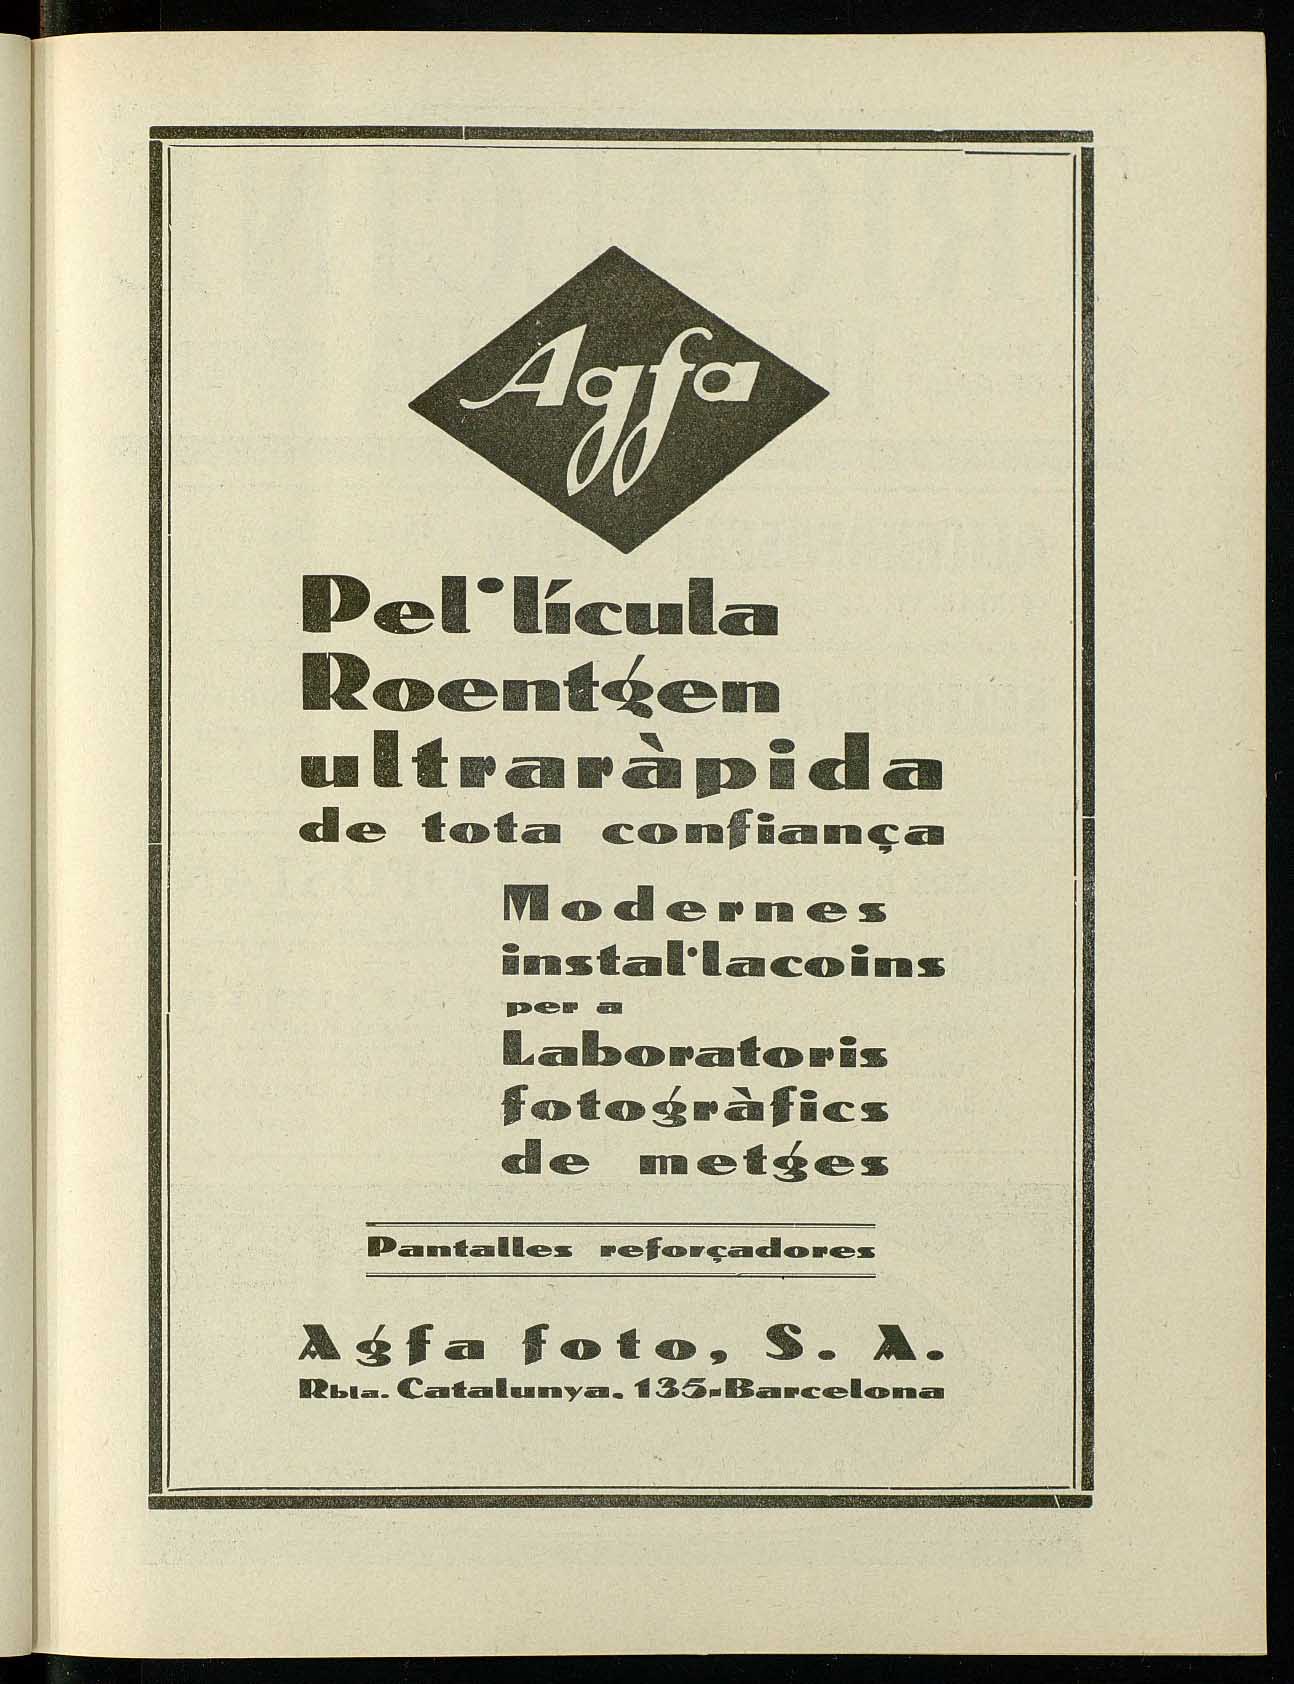 Agfa
Pel·lícula
Roentgen
ultraràpida
de tota confiança
Modernes
instal·lacoins
per a
Laboratoris
fotogràfics
de metges
Pantalles reforçadores
Agfa foto, S. A.
Rbla. Catalunya, 135-Barcelona